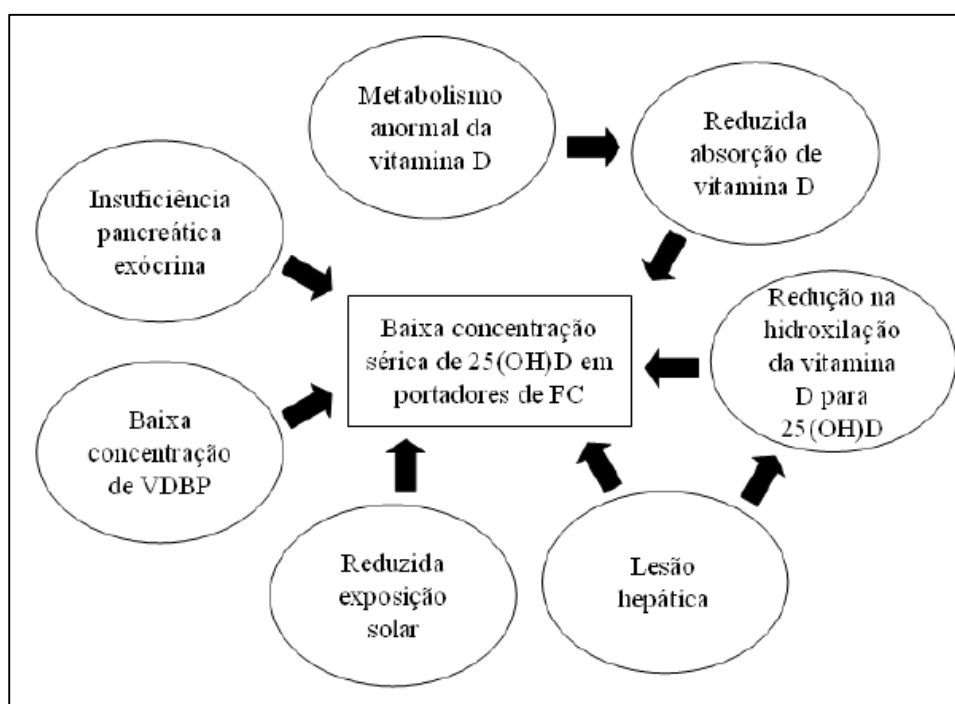 Metabolismo
anormal da
vitamina D
Reduzida
absorção de
vitamina D
Insuficiência
pancreática
exócrina
Baixa concentração
sérica de 25(OH)D em
portadores de FC
Redução na
hidroxilação
da vitamina
D para
25(OH)D
Baixa
concentração
de VDBP
Reduzida
exposição
solar
Lesão
hepática